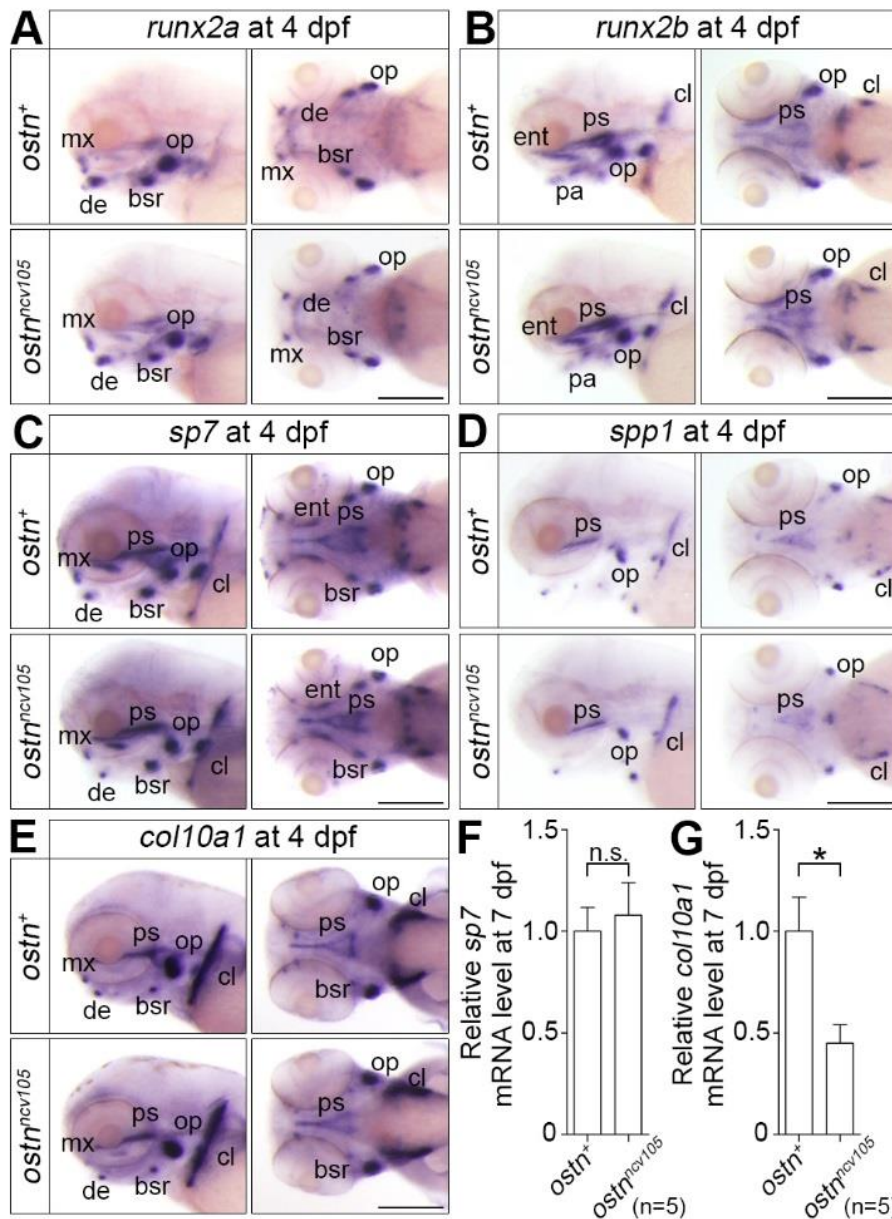 A
runx2a at 4 dpf
ostn⁺
mx
op
de
bsr
op
de
bsr
mx
ostnⁿᶜᵛ¹⁰⁵
mx
op
de
bsr
op
de
bsr
mx
B
runx2b at 4 dpf
ostn⁺
cl
ps
ent
op
pa
op
cl
ps
ostnⁿᶜᵛ¹⁰⁵
cl
ps
ent
op
pa
op
cl
ps
C
sp7 at 4 dpf
ostn⁺
ps
op
mx
cl
de
bsr
op
ent
ps
bsr
ostnⁿᶜᵛ¹⁰⁵
ps
op
mx
cl
de
bsr
op
ent
ps
bsr
D
spp1 at 4 dpf
ostn⁺
ps
cl
op
op
ps
cl
ostnⁿᶜᵛ¹⁰⁵
ps
cl
op
op
ps
cl
E
col10a1 at 4 dpf
ostn⁺
ps
op
mx
cl
de
bsr
op
cl
ps
bsr
ostnⁿᶜᵛ¹⁰⁵
ps
op
mx
cl
de
bsr
op
cl
ps
bsr
F
Relative sp7
mRNA level at 7 dpf
1.5
1.0
0.5
0
n.s.
ostn⁺
ostnⁿᶜᵛ¹⁰⁵
(n=5)
G
Relative col10a1
mRNA level at 7 dpf
1.5
1.0
0.5
0
*
ostn⁺
ostnⁿᶜᵛ¹⁰⁵
(n=5)